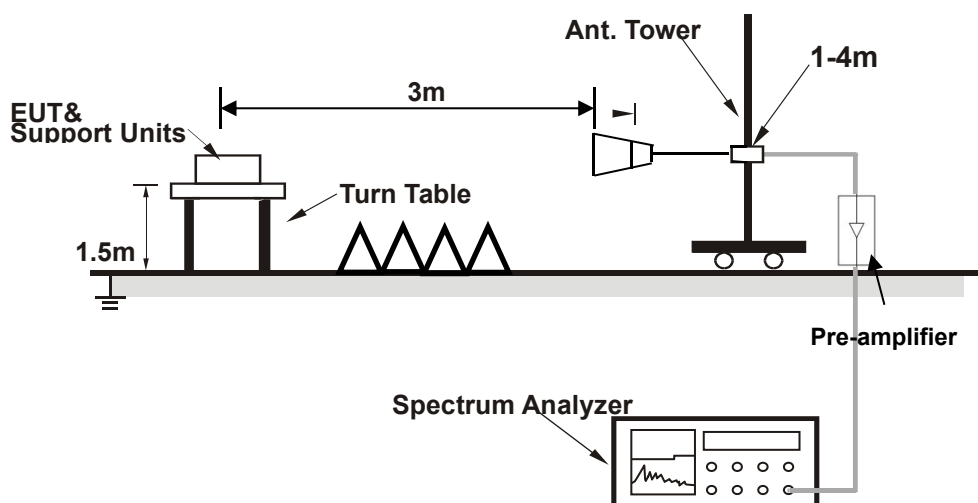 Ant. Tower
1-4m
3m
EUT&
Support Units
Turn Table
1.5m
Pre-amplifier
Spectrum Analyzer